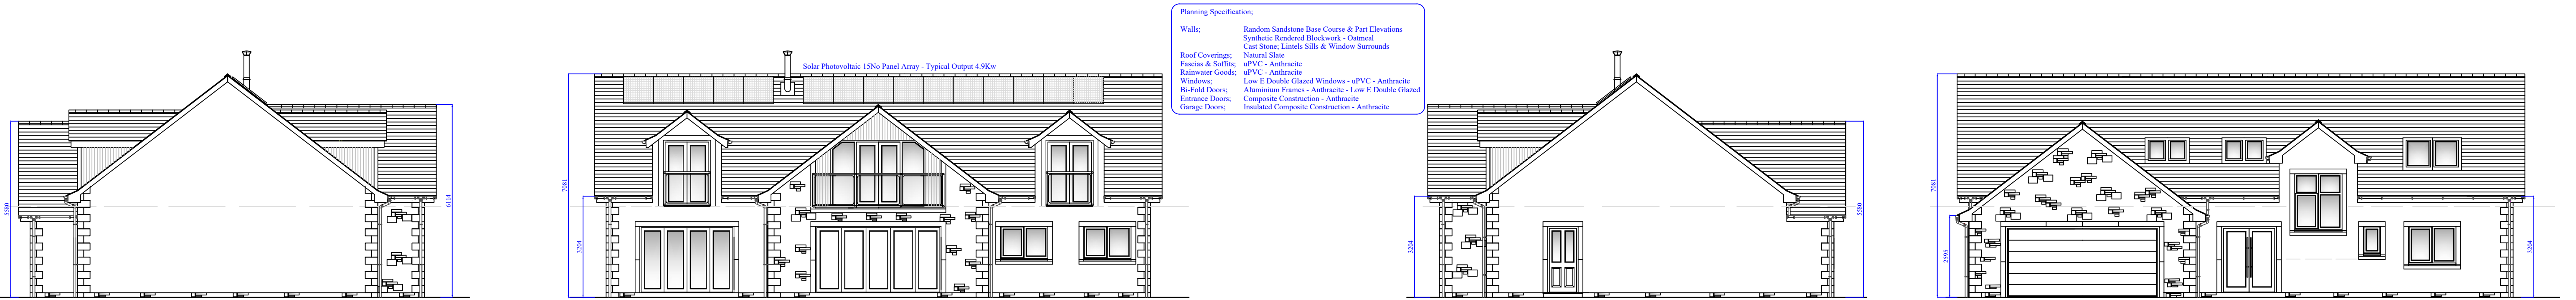 Planning Specification;
Walls; Random Sandstone Base Course & Part Elevations
Synthetic Rendered Blockwork - Oatmeal
Cast Stone; Lintels Sills & Window Surrounds
Roof Coverings; Natural Slate
Fascias & Soffits; uPVC - Anthracite
Rainwater Goods; uPVC - Anthracite
Windows; Low E Double Glazed Windows - uPVC - Anthracite
Bi-Fold Doors; Aluminium Frames - Anthracite - Low E Double Glazed
Entrance Doors; Composite Construction - Anthracite
Garage Doors; Insulated Composite Construction - Anthracite
Solar Photovoltaic 15No Panel Array - Typical Output 4.9Kw
5580
6114
7081
3204
3204
5580
7081
2595
3204